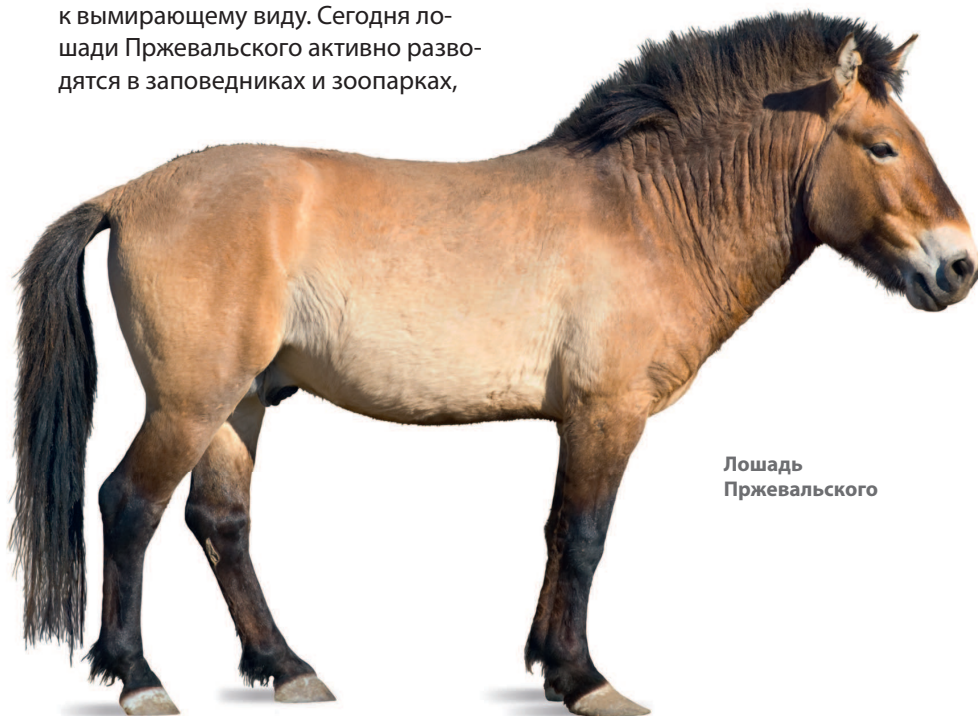 к вымирающему виду. Сегодня ло-
шади Пржевальского активно разво-
дятся в заповедниках и зоопарках,
Лошадь
Пржевальского